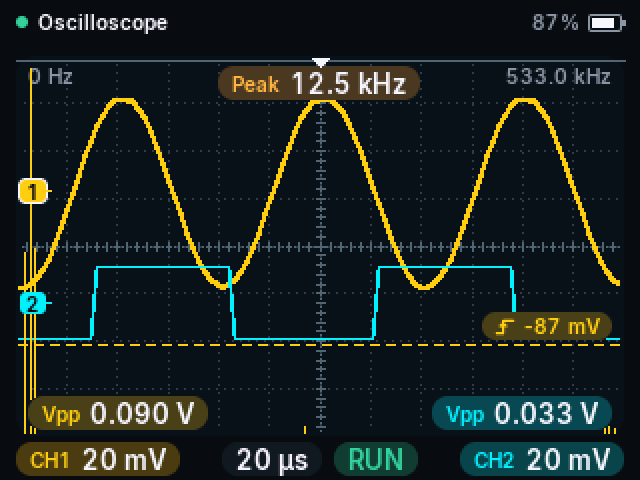 Oscilloscope 87%
0 Hz Peak 12.5 kHz 533.0 kHz
1
2
-87 mV
Vpp 0.090 V Vpp 0.033 V
CH1 20 mV 20 µs RUN CH2 20 mV